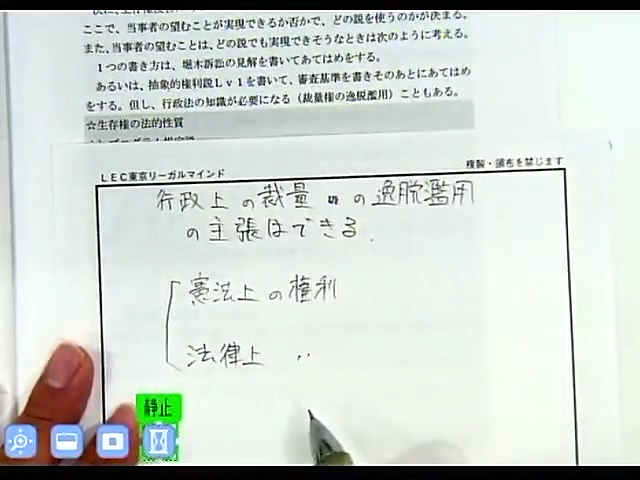 ここで、当事者の望むことが実現できるか否かで、どの説を使うのかが決まる。
また、当事者の望むことは、どの説でも実現できそうなときは次のように考える。
１つの書き方は、堀木訴訟の見解を書いてあてはめをする。
あるいは、抽象的権利説Ｌｖ１を書いて、審査基準を書きそのあとにあてはめ
をする。但し、行政法の知識が必要になる（裁量権の逸脱濫用）こともある。
☆生存権の法的性質
ＬＥＣ東京リーガルマインド
複製・頒布を禁じます
行政上の裁量の逸脱濫用
の主張はできる.
憲法上の権利
法律上 〃
静止